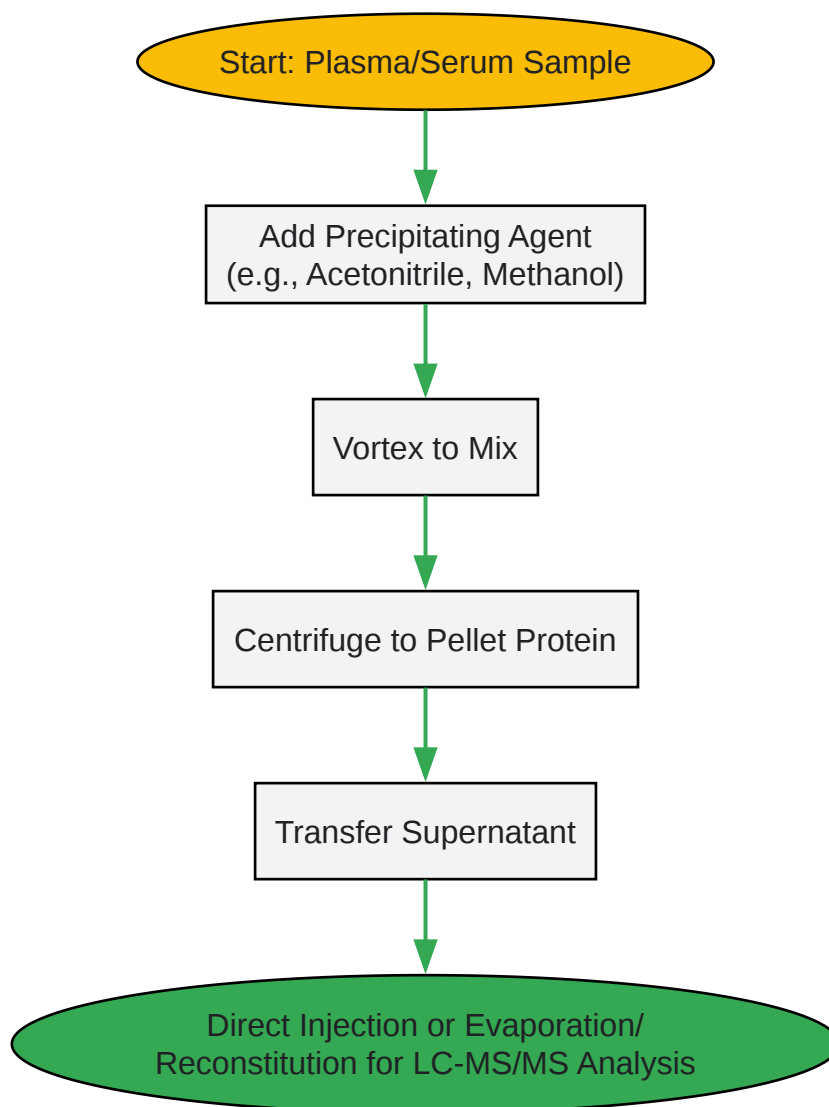 Start: Plasma/Serum Sample
Add Precipitating Agent
(e.g., Acetonitrile, Methanol)
Vortex to Mix
Centrifuge to Pellet Protein
Transfer Supernatant
Direct Injection or Evaporation/
Reconstitution for LC-MS/MS Analysis